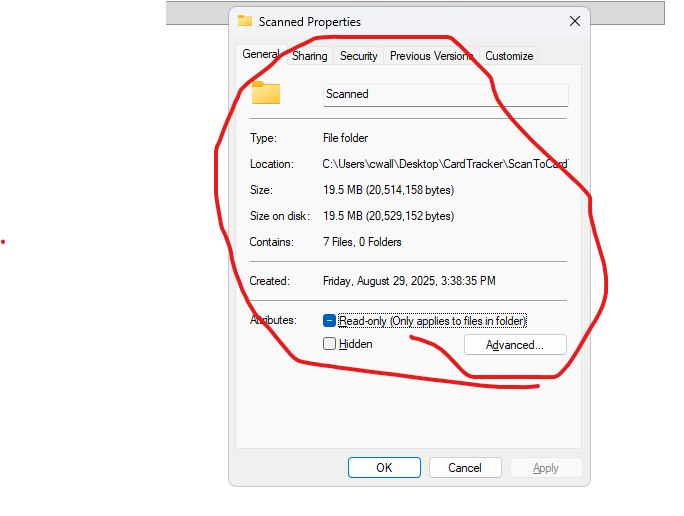 Scanned Properties
General Sharing Security Previous Versions Customize
Scanned
Type: File folder
Location: C:\Users\cwall\Desktop\CardTracker\ScanToCard
Size: 19.5 MB (20,514,158 bytes)
Size on disk: 19.5 MB (20,529,152 bytes)
Contains: 7 Files, 0 Folders
Created: Friday, August 29, 2025, 3:38:35 PM
Attributes: Read-only (Only applies to files in folder)
Hidden Advanced...
OK Cancel Apply